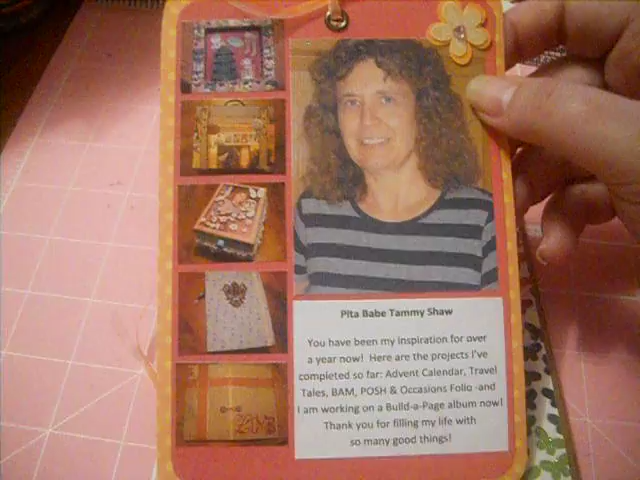 Pita Babe Tammy Shaw
You have been my inspiration for over
a year now! Here are the projects I've
completed so far: Advent Calendar, Travel
Tales, BAM, POSH & Occasions Folio -and
I am working on a Build-a-Page album now!
Thank you for filling my life with
so many good things!